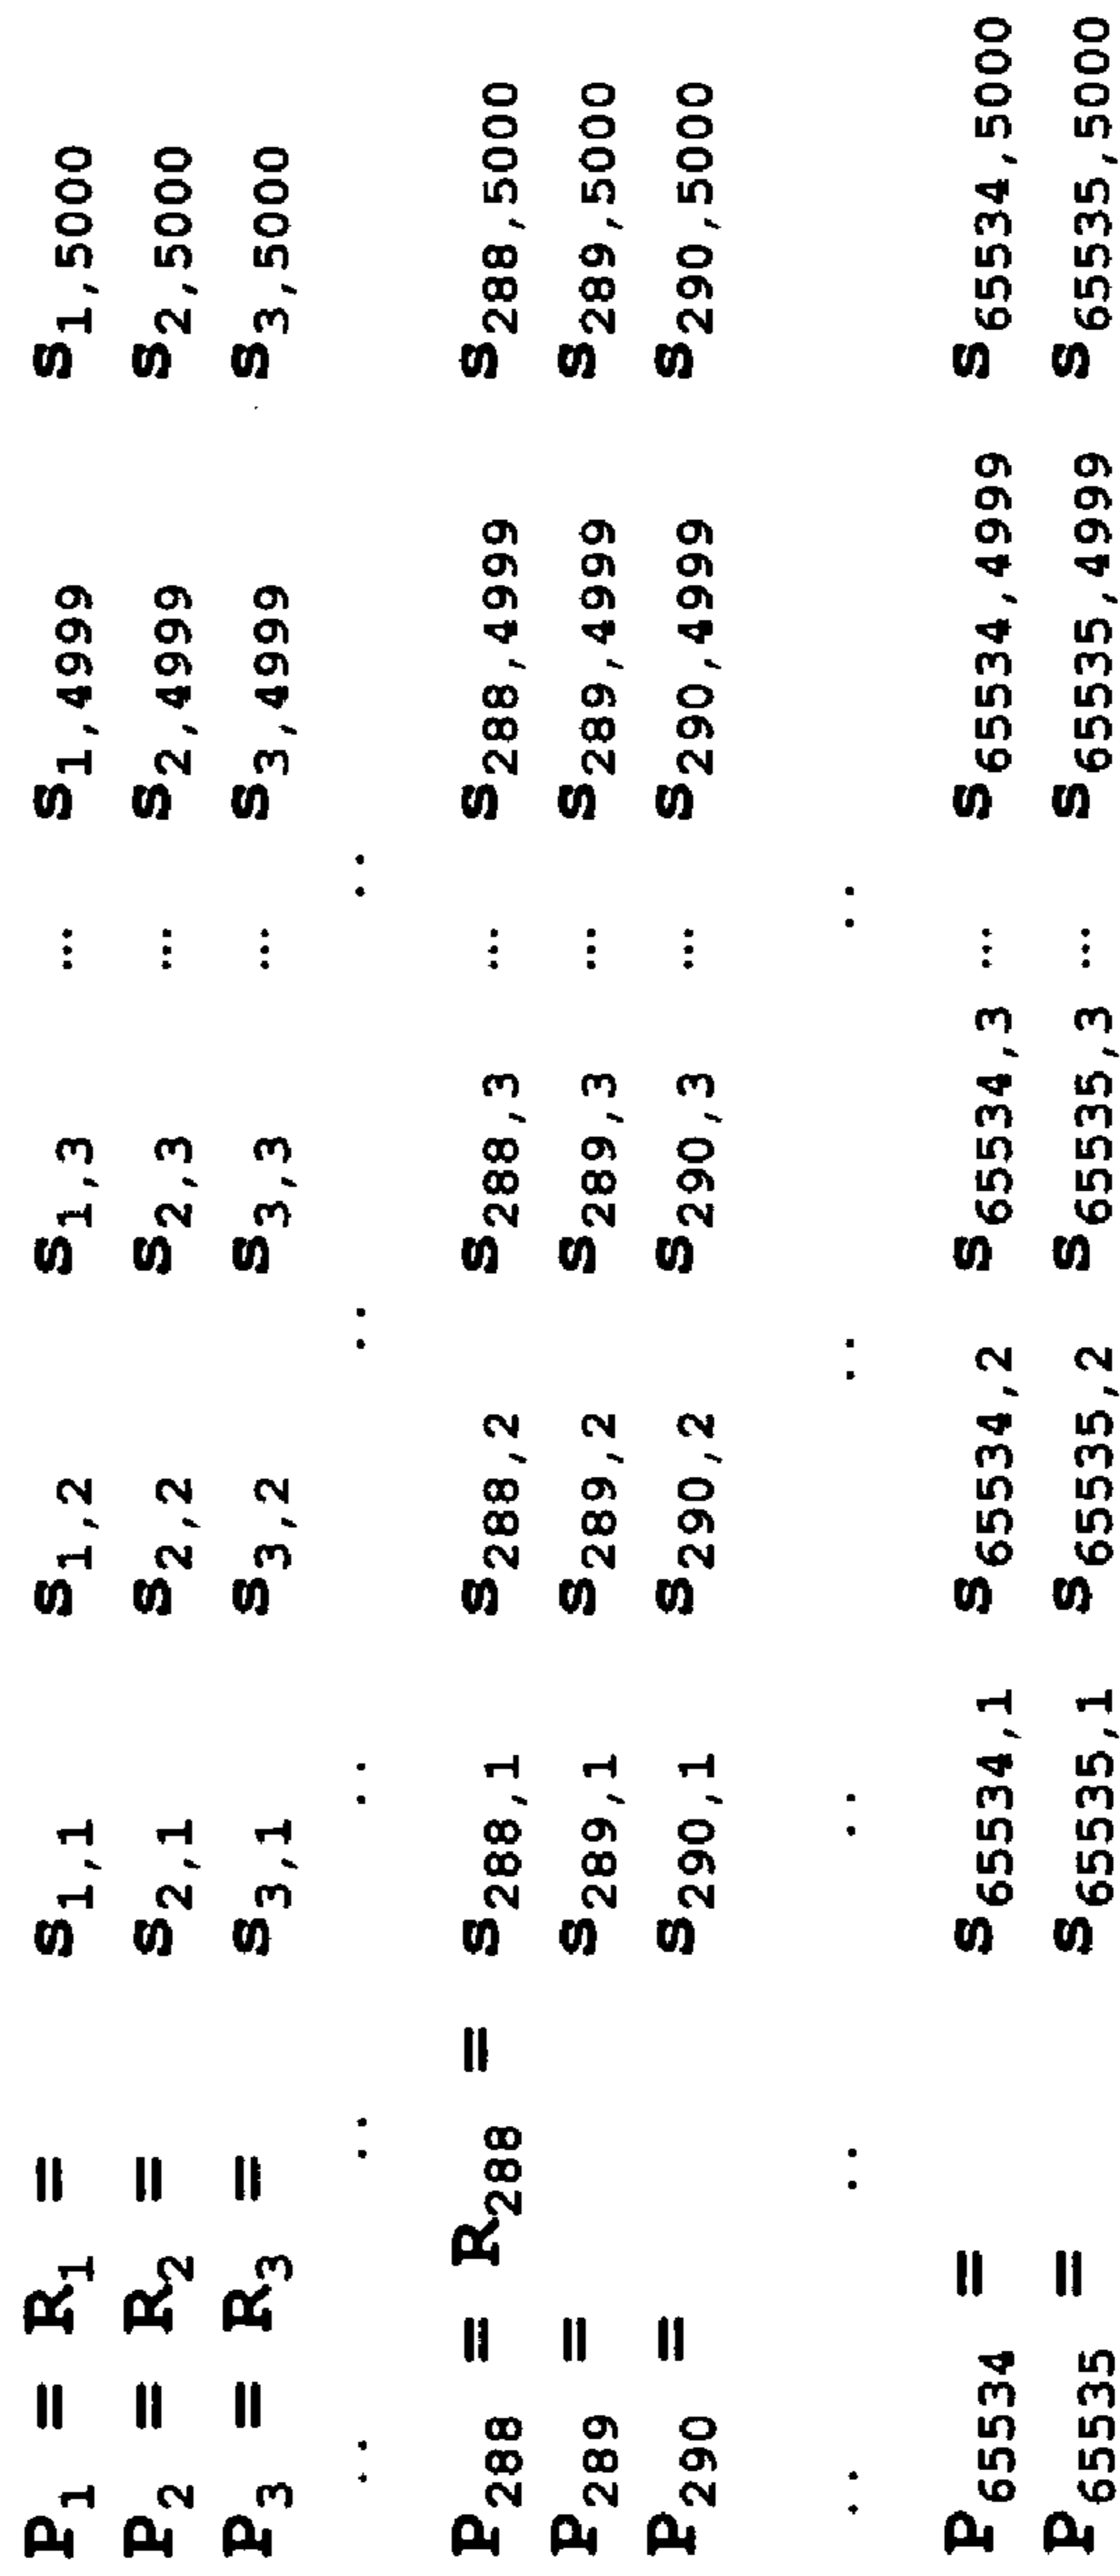 P1 = R1 = s1,1 s1,2 s1,3 ... s1,4999 s1,5000
P2 = R2 = s2,1 s2,2 s2,3 ... s2,4999 s2,5000
P3 = R3 = s3,1 s3,2 s3,3 ... s3,4999 s3,5000
.. .. .. .. ..
P288 = R288 = s288,1 s288,2 s288,3 ... s288,4999 s288,5000
P289 = s289,1 s289,2 s289,3 ... s289,4999 s289,5000
P290 = s290,1 s290,2 s290,3 ... s290,4999 s290,5000
.. .. .. .. ..
P65534 = s65534,1 s65534,2 s65534,3 ... s65534,4999 s65534,5000
P65535 = s65535,1 s65535,2 s65535,3 ... s65535,4999 s65535,5000